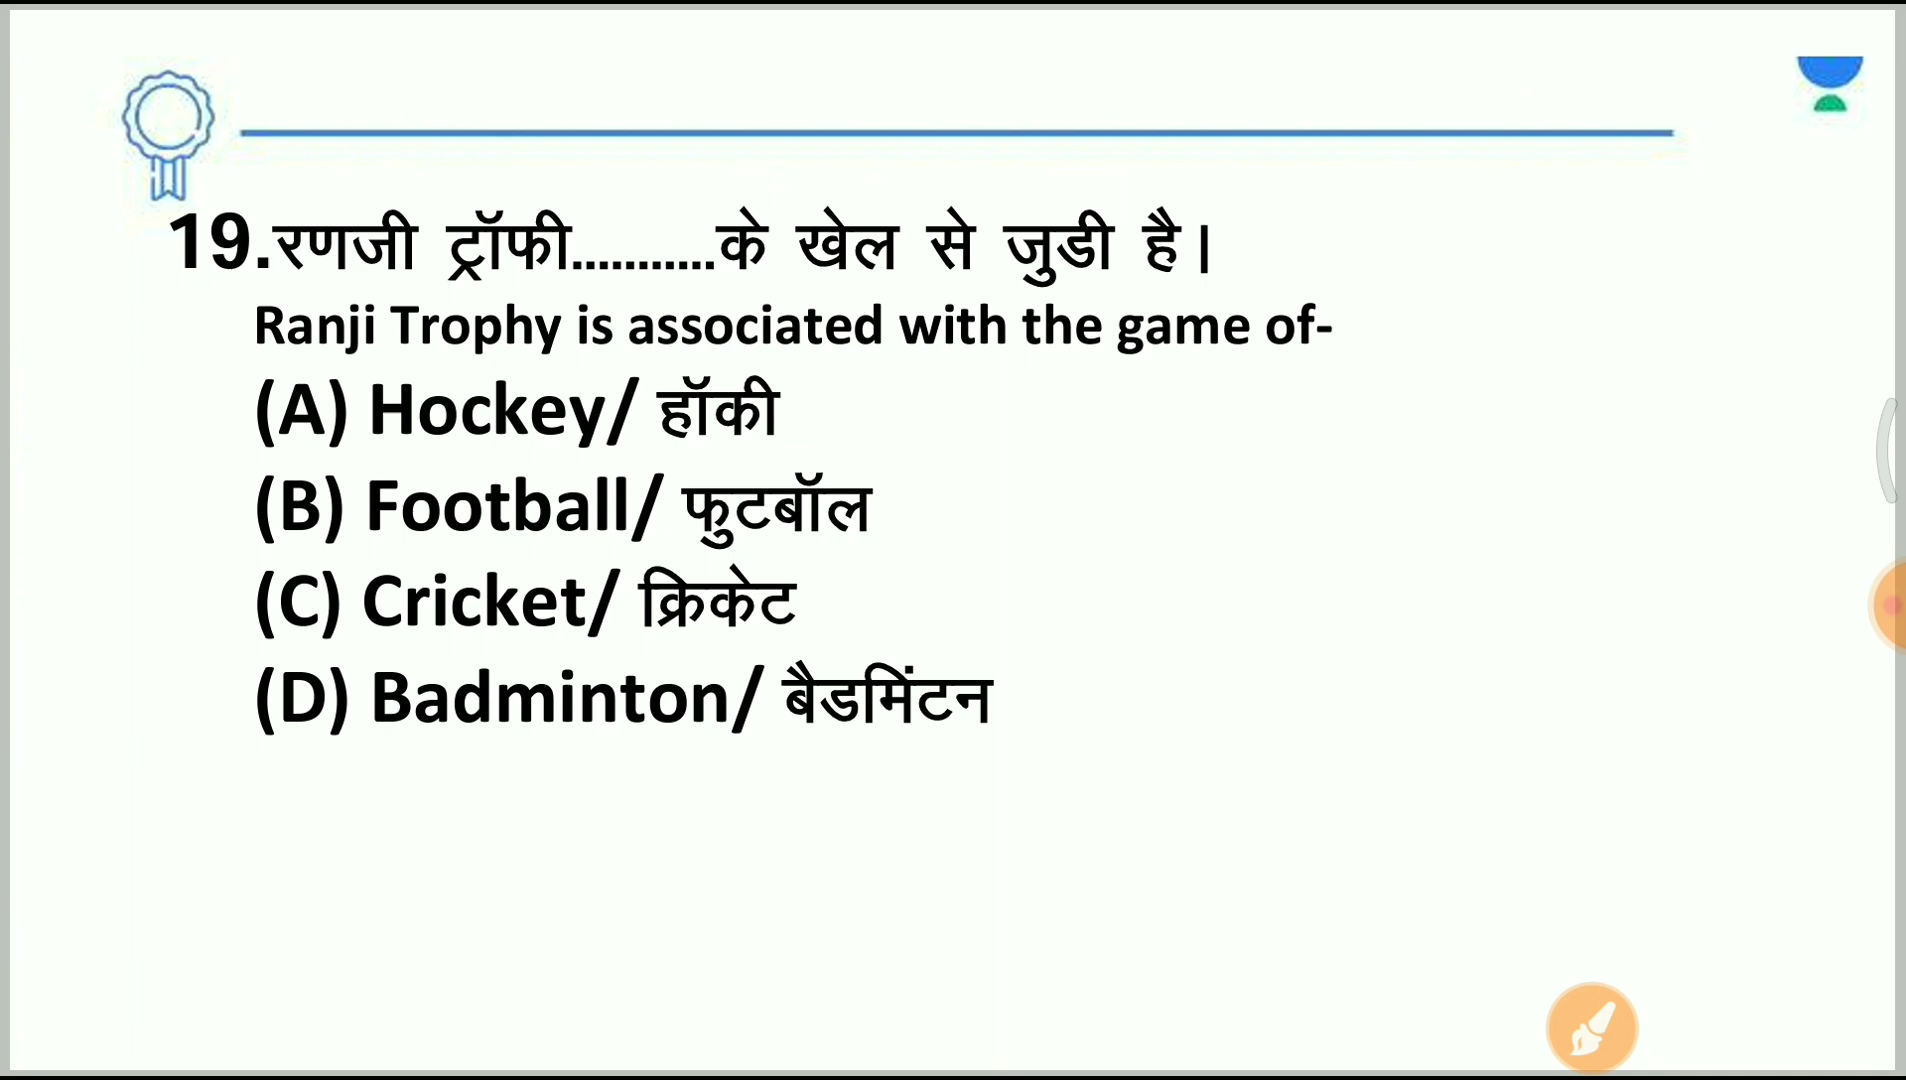 19.रणजी ट्रॉफी...........के खेल से जुडी है।
Ranji Trophy is associated with the game of-
(A) Hockey/ हॉकी
(B) Football/ फुटबॉल
(C) Cricket/ क्रिकेट
(D) Badminton/ बैडमिंटन